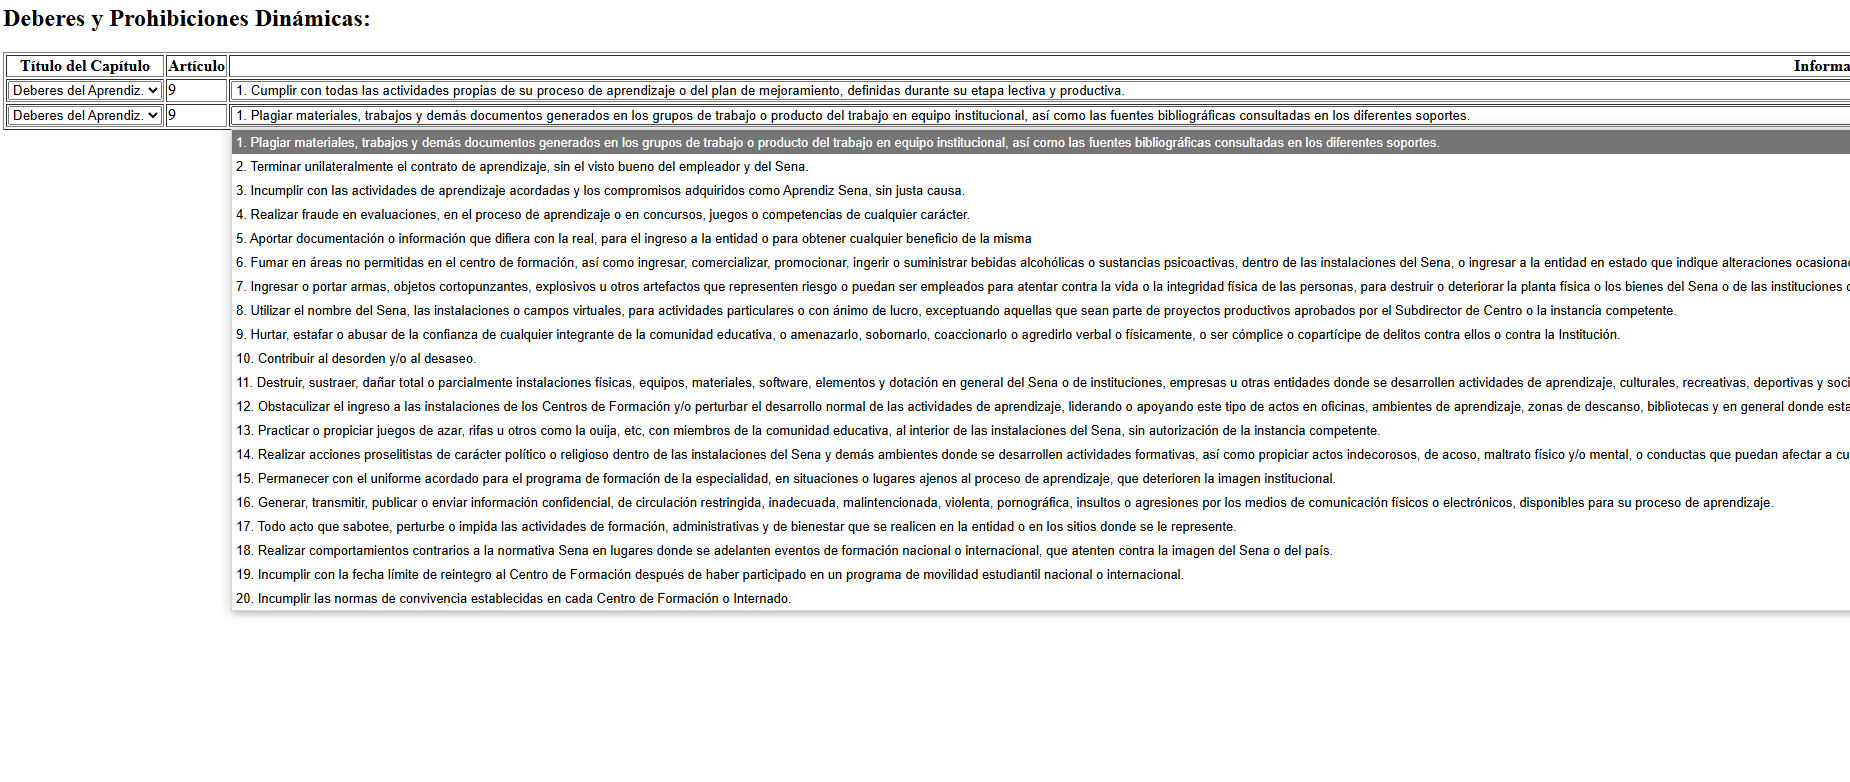 Deberes y Prohibiciones Dinámicas:
Título del Capítulo Artículo Informa
Deberes del Aprendiz. 9 1. Cumplir con todas las actividades propias de su proceso de aprendizaje o del plan de mejoramiento, definidas durante su etapa lectiva y productiva.
Deberes del Aprendiz. 9 1. Plagiar materiales, trabajos y demás documentos generados en los grupos de trabajo o producto del trabajo en equipo institucional, así como las fuentes bibliográficas consultadas en los diferentes soportes.
1. Plagiar materiales, trabajos y demás documentos generados en los grupos de trabajo o producto del trabajo en equipo institucional, así como las fuentes bibliográficas consultadas en los diferentes soportes.
2. Terminar unilateralmente el contrato de aprendizaje, sin el visto bueno del empleador y del Sena.
3. Incumplir con las actividades de aprendizaje acordadas y los compromisos adquiridos como Aprendiz Sena, sin justa causa.
4. Realizar fraude en evaluaciones, en el proceso de aprendizaje o en concursos, juegos o competencias de cualquier carácter.
5. Aportar documentación o información que difiera con la real, para el ingreso a la entidad o para obtener cualquier beneficio de la misma
6. Fumar en áreas no permitidas en el centro de formación, así como ingresar, comercializar, promocionar, ingerir o suministrar bebidas alcohólicas o sustancias psicoactivas, dentro de las instalaciones del Sena, o ingresar a la entidad en estado que indique alteraciones ocasionad
7. Ingresar o portar armas, objetos cortopunzantes, explosivos u otros artefactos que representen riesgo o puedan ser empleados para atentar contra la vida o la integridad física de las personas, para destruir o deteriorar la planta física o los bienes del Sena o de las instituciones
8. Utilizar el nombre del Sena, las instalaciones o campos virtuales, para actividades particulares o con ánimo de lucro, exceptuando aquellas que sean parte de proyectos productivos aprobados por el Subdirector de Centro o la instancia competente.
9. Hurtar, estafar o abusar de la confianza de cualquier integrante de la comunidad educativa, o amenazarlo, sobornarlo, coaccionarlo o agredirlo verbal o físicamente, o ser cómplice o copartícipe de delitos contra ellos o contra la Institución.
10. Contribuir al desorden y/o al desaseo.
11. Destruir, sustraer, dañar total o parcialmente instalaciones físicas, equipos, materiales, software, elementos y dotación en general del Sena o de instituciones, empresas u otras entidades donde se desarrollen actividades de aprendizaje, culturales, recreativas, deportivas y soci
12. Obstaculizar el ingreso a las instalaciones de los Centros de Formación y/o perturbar el desarrollo normal de las actividades de aprendizaje, liderando o apoyando este tipo de actos en oficinas, ambientes de aprendizaje, zonas de descanso, bibliotecas y en general donde esta
13. Practicar o propiciar juegos de azar, rifas u otros como la ouija, etc, con miembros de la comunidad educativa, al interior de las instalaciones del Sena, sin autorización de la instancia competente.
14. Realizar acciones proselitistas de carácter político o religioso dentro de las instalaciones del Sena y demás ambientes donde se desarrollen actividades formativas, así como propiciar actos indecorosos, de acoso, maltrato físico y/o mental, o conductas que puedan afectar a cu
15. Permanecer con el uniforme acordado para el programa de formación de la especialidad, en situaciones o lugares ajenos al proceso de aprendizaje, que deterioren la imagen institucional.
16. Generar, transmitir, publicar o enviar información confidencial, de circulación restringida, inadecuada, malintencionada, violenta, pornográfica, insultos o agresiones por los medios de comunicación físicos o electrónicos, disponibles para su proceso de aprendizaje.
17. Todo acto que sabotee, perturbe o impida las actividades de formación, administrativas y de bienestar que se realicen en la entidad o en los sitios donde se le represente.
18. Realizar comportamientos contrarios a la normativa Sena en lugares donde se adelanten eventos de formación nacional o internacional, que atenten contra la imagen del Sena o del país.
19. Incumplir con la fecha límite de reintegro al Centro de Formación después de haber participado en un programa de movilidad estudiantil nacional o internacional.
20. Incumplir las normas de convivencia establecidas en cada Centro de Formación o Internado.